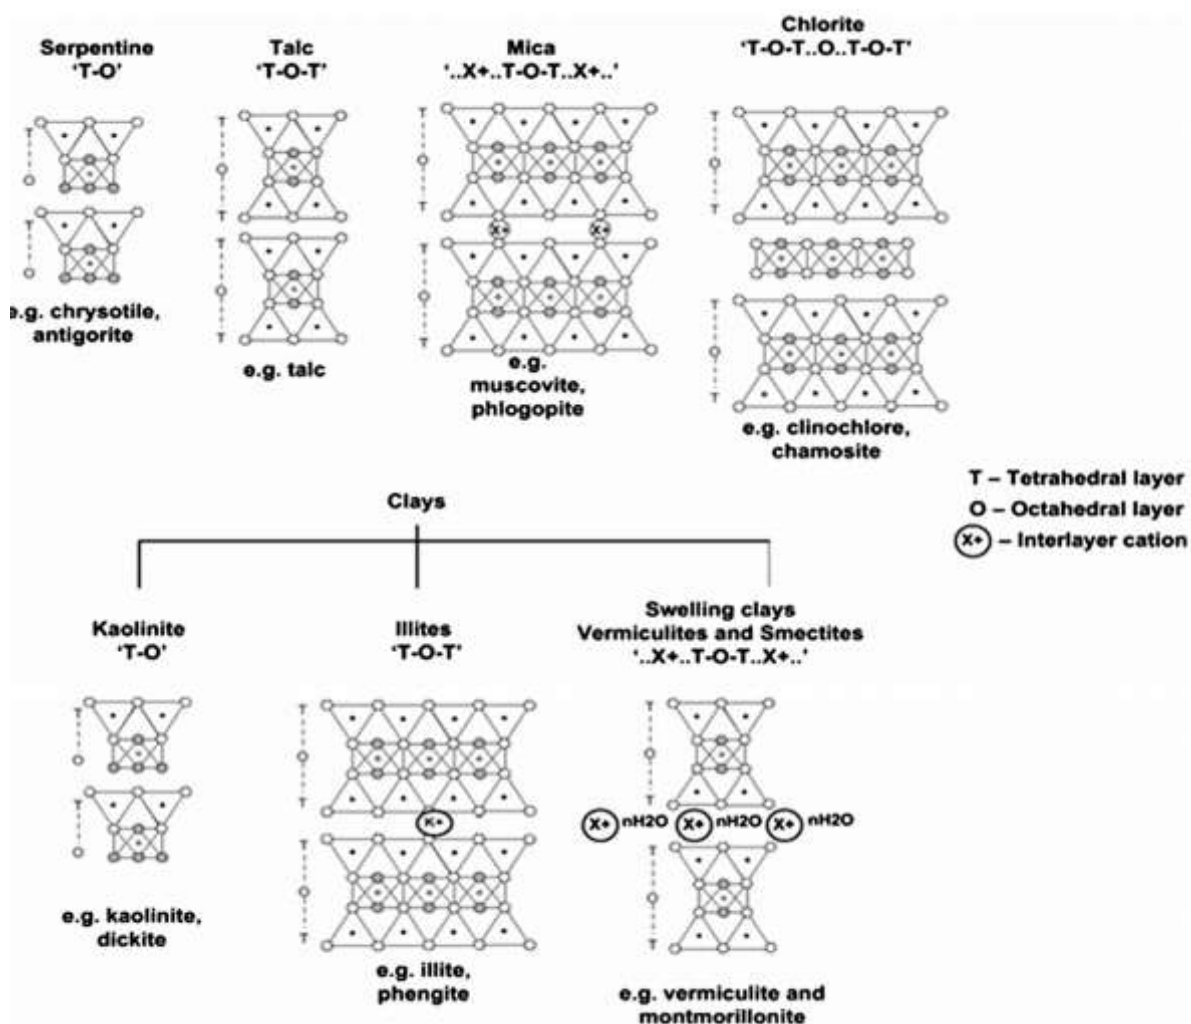 Serpentine
‘T-O’
Talc
‘T-O-T’
Mica
‘..X+..T-O-T..X+..’
Chlorite
‘T-O-T..O..T-O-T’
T
O
T
O
e.g. chrysotile,
antigorite
T
O
T
T
O
T
e.g. talc
T
O
T
X+ X+
T
O
T
e.g.
muscovite,
phlogopite
T
O
T
T
O
T
e.g. clinochlore,
chamosite
T – Tetrahedral layer
O – Octahedral layer
X+ – Interlayer cation
Clays
Kaolinite
‘T-O’
T
O
T
O
e.g. kaolinite,
dickite
Illites
‘T-O-T’
T
O
T
K+
T
O
T
e.g. illite,
phengite
Swelling clays
Vermiculites and Smectites
‘..X+..T-O-T..X+..’
T
O
T
X+ nH2O X+ nH2O X+ nH2O
T
O
T
e.g. vermiculite and
montmorillonite